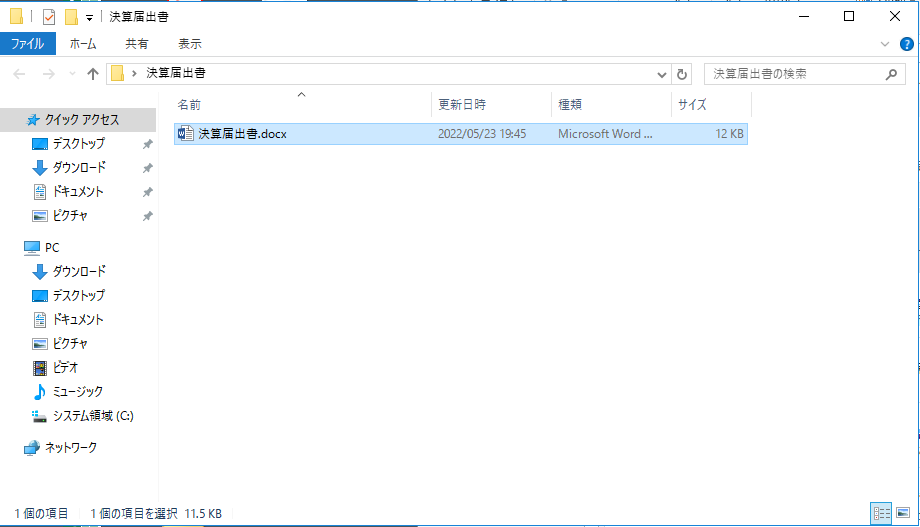 決算届出書
ファイル ホーム 共有 表示
決算届出書 決算届出書の検索
名前 更新日時 種類 サイズ
決算届出書.docx 2022/05/23 19:45 Microsoft Word ... 12 KB
クイック アクセス
デスクトップ
ダウンロード
ドキュメント
ピクチャ
PC
ダウンロード
デスクトップ
ドキュメント
ピクチャ
ビデオ
ミュージック
システム領域 (C:)
ネットワーク
1 個の項目 1 個の項目を選択 11.5 KB